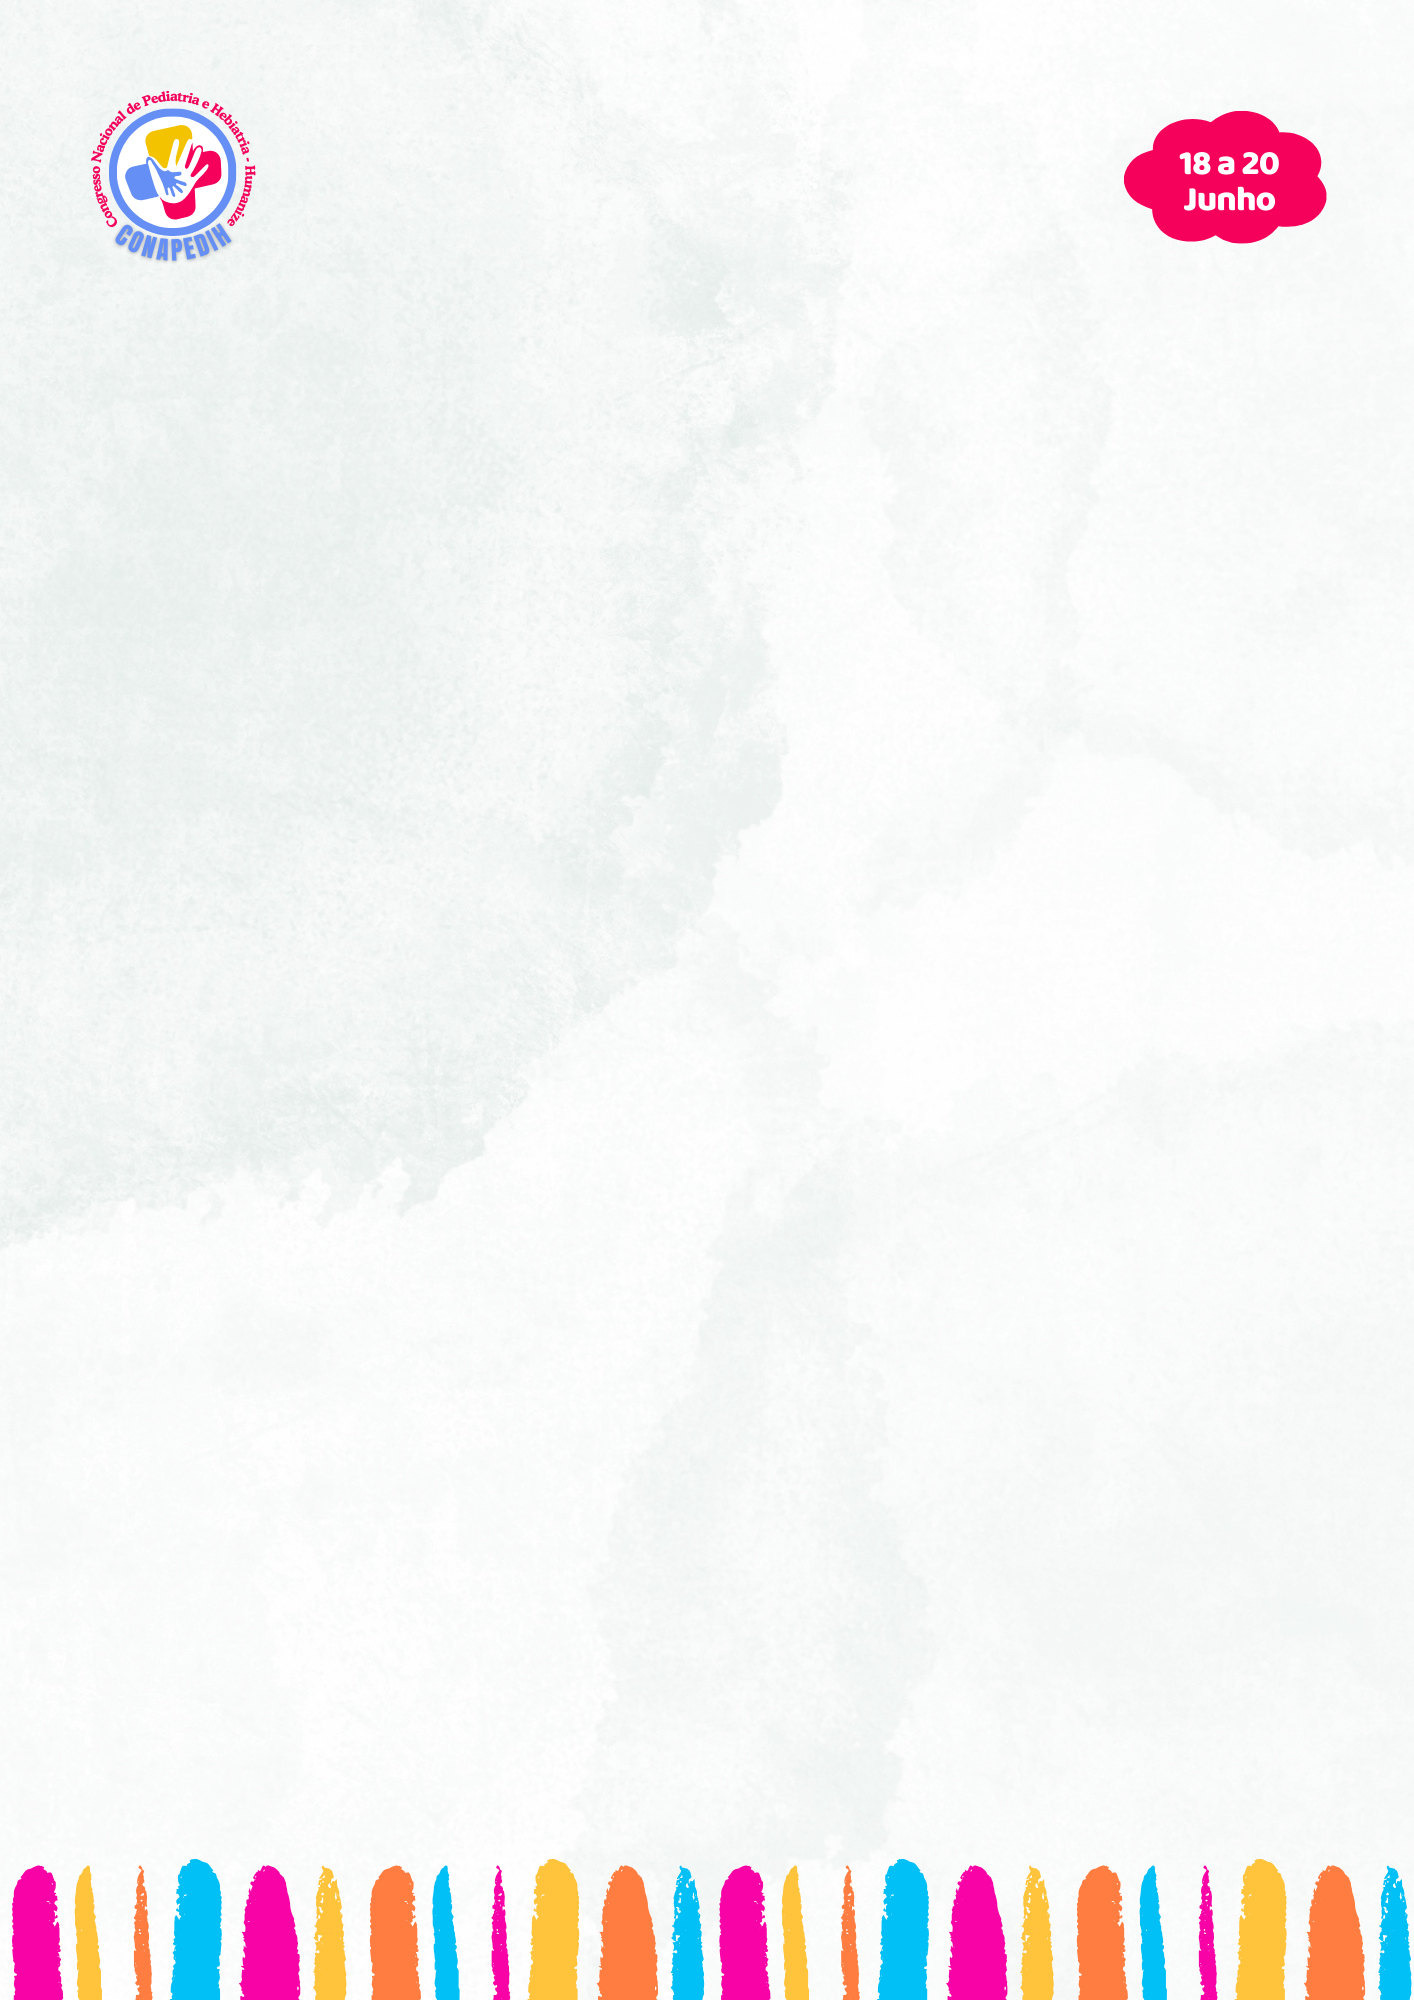 Congresso Nacional de Pediatria e Hebiatria - Humanize
CONAPEDIH
18 a 20
Junho